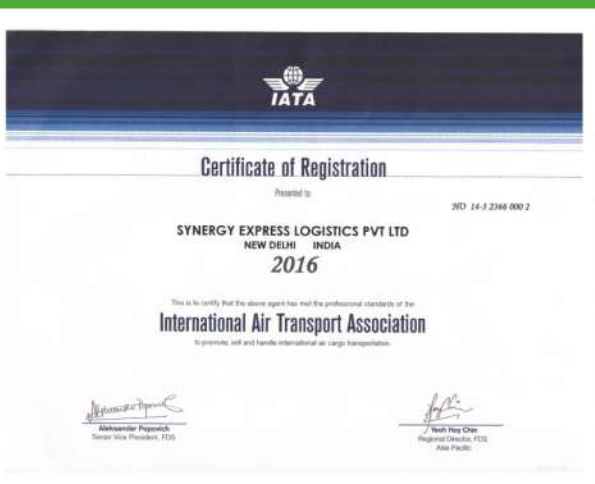 IATA
Certificate of Registration
Presented to
HO 14-3 2366 000 2
SYNERGY EXPRESS LOGISTICS PVT LTD
NEW DELHI INDIA
2016
This is to certify that the above agent has met the professional standards of the
International Air Transport Association
to promote, sell and handle international air cargo transportation.
Aleksander Popovich
Senior Vice President, FDS
Yeoh Hoy Chin
Regional Director, FDS
Asia Pacific